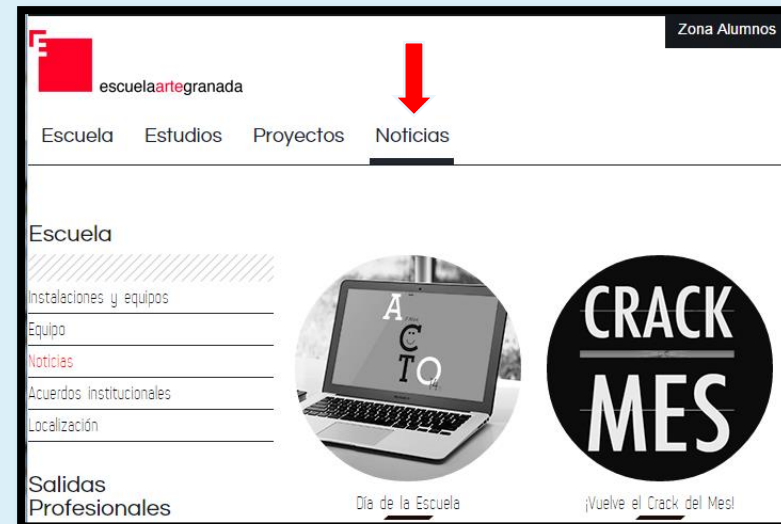 Zona Alumnos
escuelaartegranada
Escuela Estudios Proyectos Noticias
Escuela
Instalaciones y equipos
Equipo
Noticias
Acuerdos institucionales
Localización
Salidas
Profesionales
A
C
TO
Día de la Escuela
CRACK
MES
¡Vuelve el Crack del Mes!